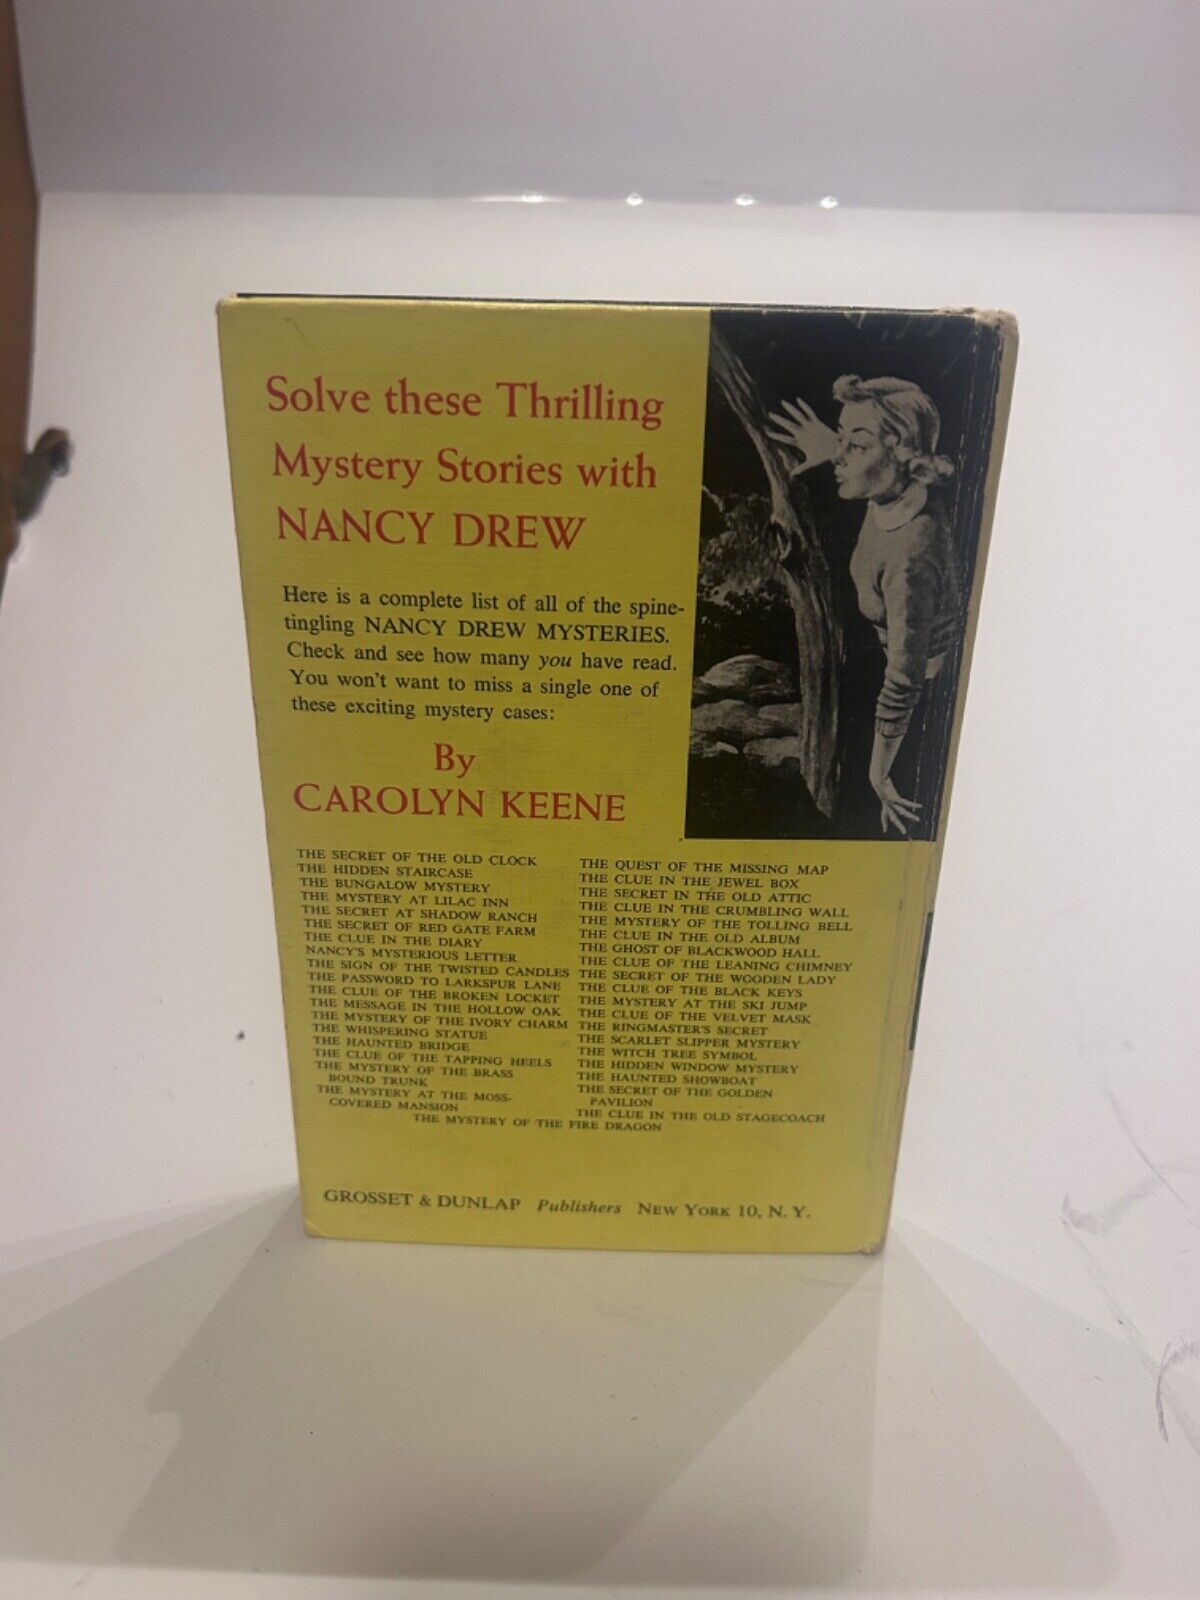 Solve these Thrilling
Mystery Stories with
NANCY DREW
Here is a complete list of all of the spine-
tingling NANCY DREW MYSTERIES.
Check and see how many you have read.
You won't want to miss a single one of
these exciting mystery cases:
By
CAROLYN KEENE
THE SECRET OF THE OLD CLOCK
THE HIDDEN STAIRCASE
THE BUNGALOW MYSTERY
THE MYSTERY AT LILAC INN
THE SECRET AT SHADOW RANCH
THE SECRET OF RED GATE FARM
THE CLUE IN THE DIARY
NANCY'S MYSTERIOUS LETTER
THE SIGN OF THE TWISTED CANDLES
THE PASSWORD TO LARKSPUR LANE
THE CLUE OF THE BROKEN LOCKET
THE MESSAGE IN THE HOLLOW OAK
THE MYSTERY OF THE IVORY CHARM
THE WHISPERING STATUE
THE HAUNTED BRIDGE
THE CLUE OF THE TAPPING HEELS
THE MYSTERY OF THE BRASS
BOUND TRUNK
THE MYSTERY AT THE MOSS-
COVERED MANSION
THE QUEST OF THE MISSING MAP
THE CLUE IN THE JEWEL BOX
THE SECRET IN THE OLD ATTIC
THE CLUE IN THE CRUMBLING WALL
THE MYSTERY OF THE TOLLING BELL
THE CLUE IN THE OLD ALBUM
THE GHOST OF BLACKWOOD HALL
THE CLUE OF THE LEANING CHIMNEY
THE SECRET OF THE WOODEN LADY
THE CLUE OF THE BLACK KEYS
THE MYSTERY AT THE SKI JUMP
THE CLUE OF THE VELVET MASK
THE RINGMASTER'S SECRET
THE SCARLET SLIPPER MYSTERY
THE WITCH TREE SYMBOL
THE HIDDEN WINDOW MYSTERY
THE HAUNTED SHOWBOAT
THE SECRET OF THE GOLDEN
PAVILION
THE CLUE IN THE OLD STAGECOACH
THE MYSTERY OF THE FIRE DRAGON
GROSSET & DUNLAP Publishers NEW YORK 10, N. Y.